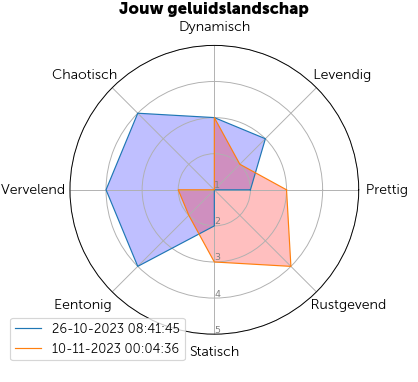 Jouw geluidslandschap
Dynamisch
Chaotisch
Levendig
Vervelend
1
Prettig
2
3
4
Eentonig
Rustgevend
5
Statisch
26-10-2023 08:41:45
10-11-2023 00:04:36